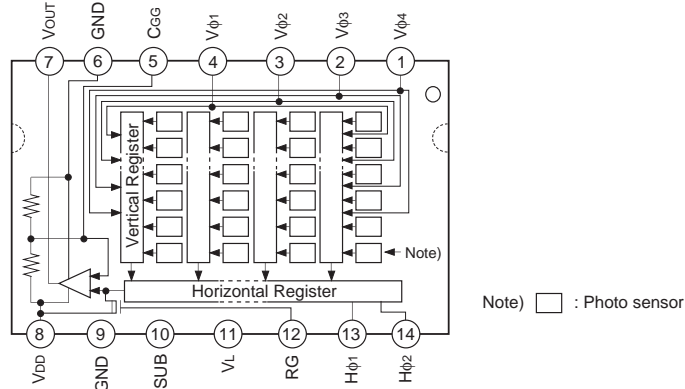 VOUT
GND
CGG
Vφ1
Vφ2
Vφ3
Vφ4
7
6
5
4
3
2
1
Vertical Register
Note)
Horizontal Register
Note) : Photo sensor
8
9
10
11
12
13
14
VDD
GND
SUB
VL
RG
Hφ1
Hφ2